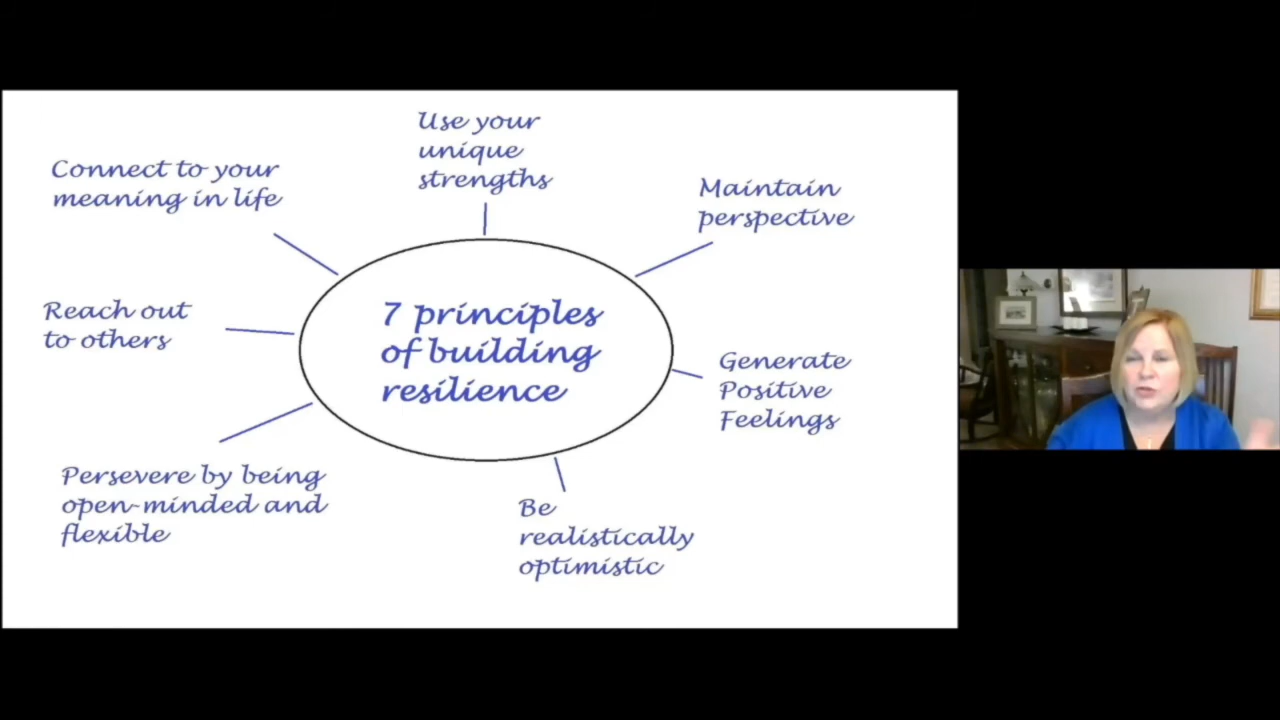 Use your
unique
strengths
Connect to your
meaning in life
Maintain
perspective
Reach out
to others
7 principles
of building
resilience
Generate
Positive
Feelings
Persevere by being
open-minded and
flexible
Be
realistically
optimistic